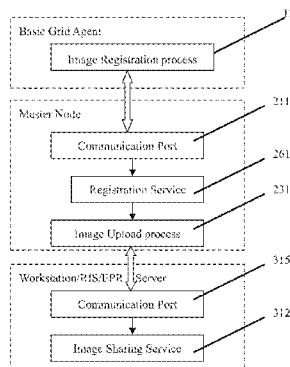 Basic Grid Agent
Image Registration process
Master Node
Communication Port
211
Registration Service
261
Image Upload process
231
Workstation/RIS/EPR Server
Communication Port
315
Image Sharing Service
312